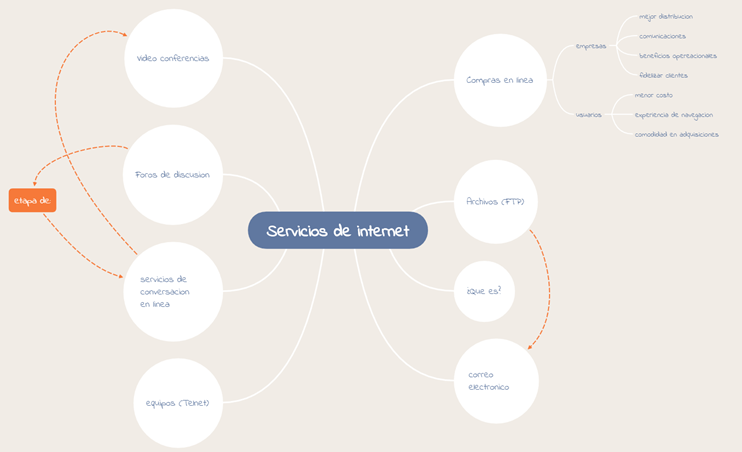 Video conferencias
Foros de discusion
etapa de
servicios de
conversacion
en linea
equipos (Telnet)
Servicios de internet
Compras en linea
empresas
mejor distribucion
comunicaciones
beneficios opereacionales
fidelizar clientes
usuarios
menor costo
experiencia de navegacion
comodidad en adquisiciones
Archivos (FTP)
¿Que es?
correo
electronico